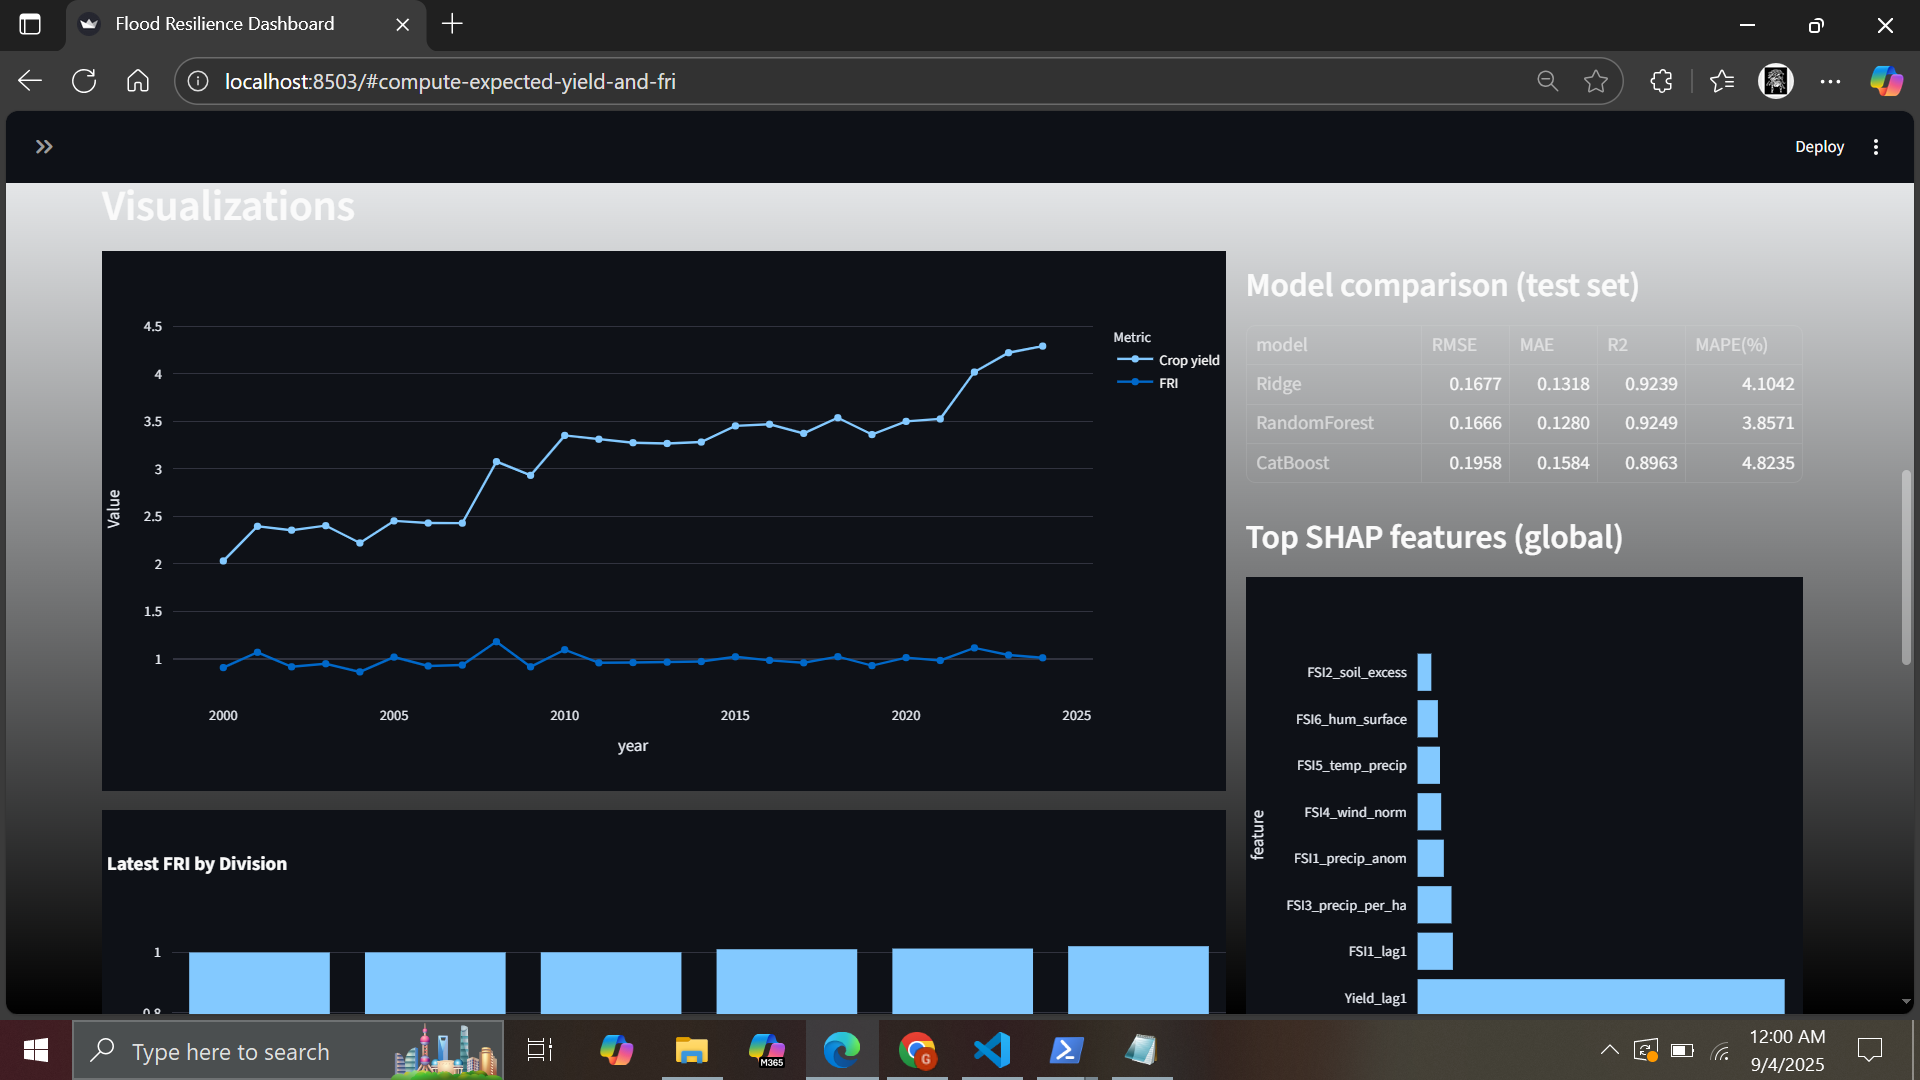 Flood Resilience Dashboard
localhost:8503/#compute-expected-yield-and-fri
Deploy
Visualizations
4.5
4
3.5
3
2.5
2
1.5
1
Value
2000 2005 2010 2015 2020 2025
year
Metric
Crop yield
FRI
Model comparison (test set)
model RMSE MAE R2 MAPE(%)
Ridge 0.1677 0.1318 0.9239 4.1042
RandomForest 0.1666 0.1280 0.9249 3.8571
CatBoost 0.1958 0.1584 0.8963 4.8235
Top SHAP features (global)
FSI2_soil_excess
FSI6_hum_surface
FSI5_temp_precip
FSI4_wind_norm
FSI1_precip_anom
FSI3_precip_per_ha
FSI1_lag1
Yield_lag1
feature
Latest FRI by Division
1
0.8
Type here to search
M365
G
12:00 AM
9/4/2025